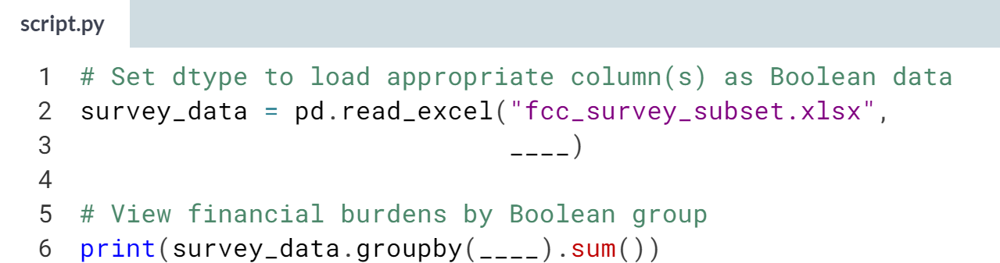 script.py
1 # Set dtype to load appropriate column(s) as Boolean data
2 survey_data = pd.read_excel("fcc_survey_subset.xlsx",
3                             ____)
4
5 # View financial burdens by Boolean group
6 print(survey_data.groupby(____).sum())